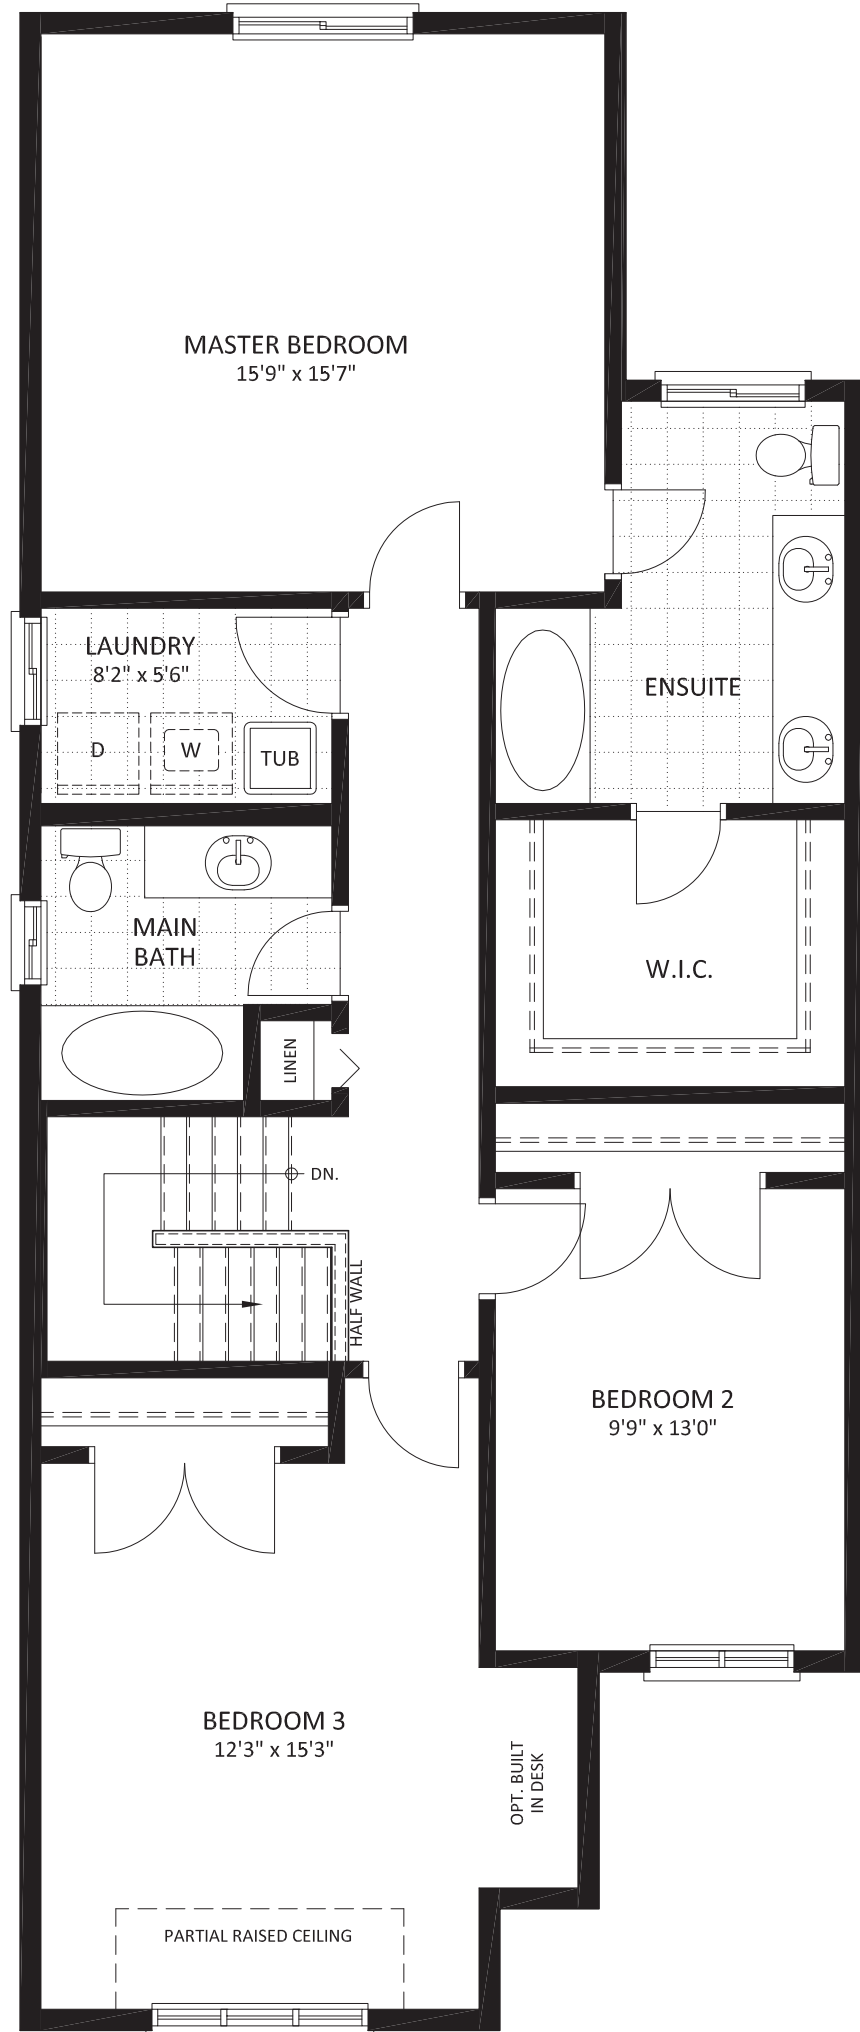 MASTER BEDROOM
15'9" x 15'7"
LAUNDRY
8'2" x 5'6"
D
W
TUB
ENSUITE
MAIN
BATH
W.I.C.
LINEN
DN.
HALF WALL
BEDROOM 2
9'9" x 13'0"
BEDROOM 3
12'3" x 15'3"
OPT. BUILT
IN DESK
PARTIAL RAISED CEILING